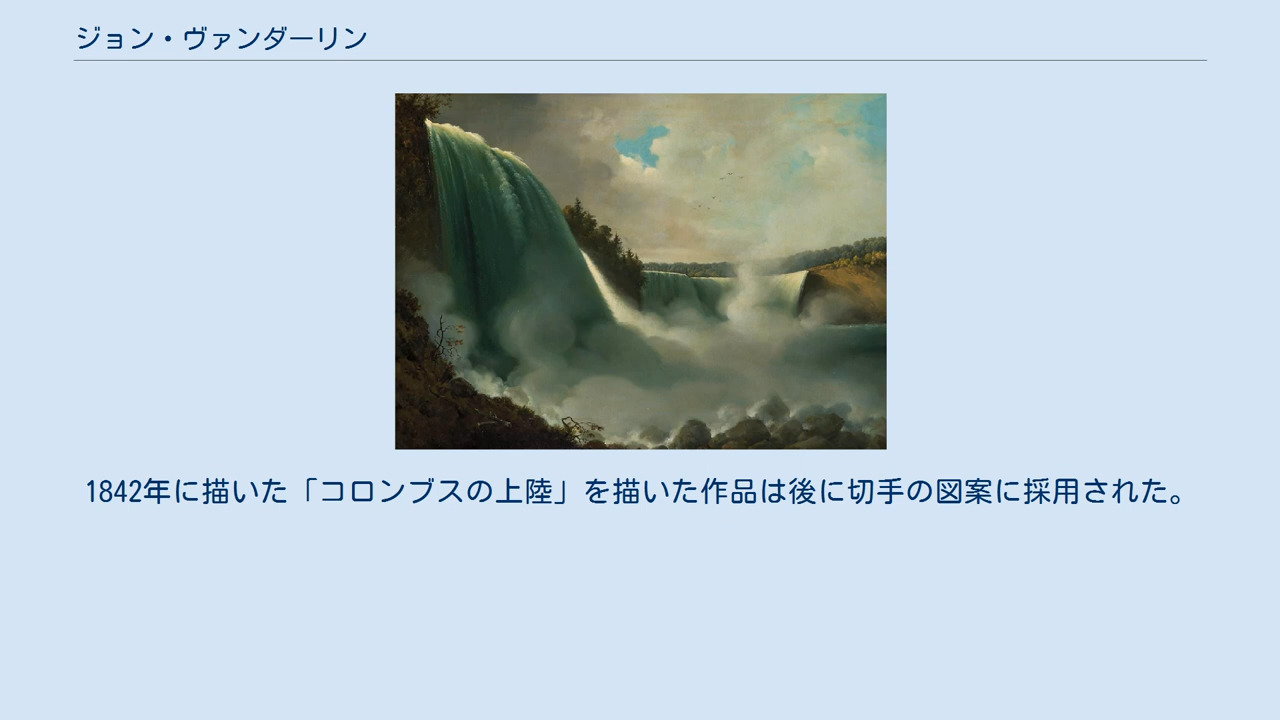 ジョン・ヴァンダーリン
1842年に描いた「コロンブスの上陸」を描いた作品は後に切手の図案に採用された。